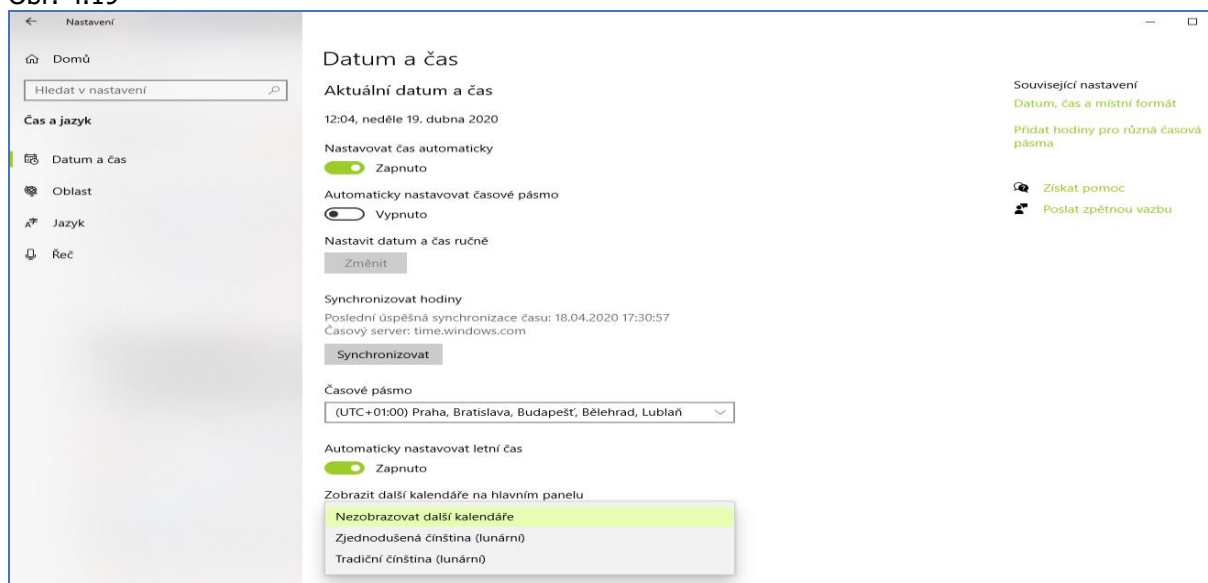 Obr. 4.19
Nastavení
Domů
Hledat v nastavení
Čas a jazyk
Datum a čas
Oblast
Jazyk
Řeč
Datum a čas
Aktuální datum a čas
12:04, neděle 19. dubna 2020
Nastavovat čas automaticky
Zapnuto
Automaticky nastavovat časové pásmo
Vypnuto
Nastavit datum a čas ručně
Změnit
Synchronizovat hodiny
Poslední úspěšná synchronizace času: 18.04.2020 17:30:57
Časový server: time.windows.com
Synchronizovat
Časové pásmo
(UTC+01:00) Praha, Bratislava, Budapešť, Bělehrad, Lublaň
Automaticky nastavovat letní čas
Zapnuto
Zobrazit další kalendáře na hlavním panelu
Nezobrazovat další kalendáře
Zjednodušená čínština (lunární)
Tradiční čínština (lunární)
Související nastavení
Datum, čas a místní formát
Přidat hodiny pro různá časová
pásma
Získat pomoc
Poslat zpětnou vazbu